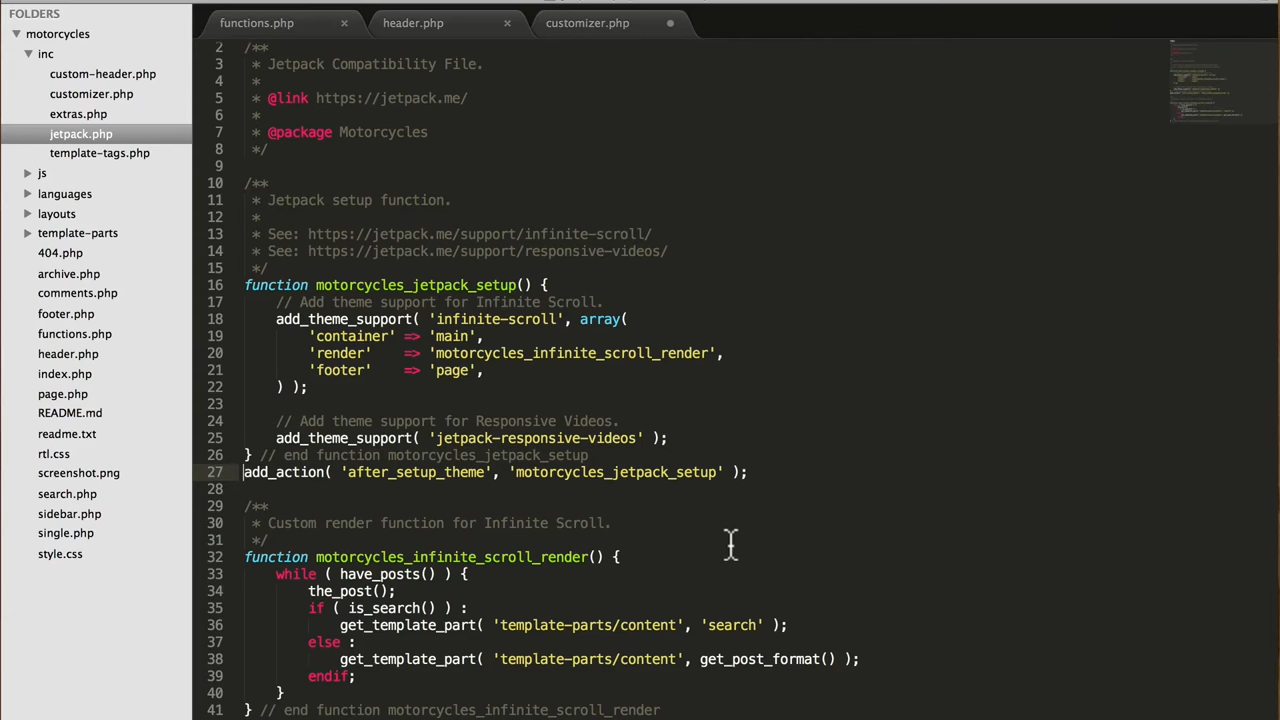 FOLDERS
motorcycles
inc
custom-header.php
customizer.php
extras.php
jetpack.php
template-tags.php
js
languages
layouts
template-parts
404.php
archive.php
comments.php
footer.php
functions.php
header.php
index.php
page.php
README.md
readme.txt
rtl.css
screenshot.png
search.php
sidebar.php
single.php
style.css
functions.php × header.php × customizer.php
2 /**
3 * Jetpack Compatibility File.
4 *
5 * @link https://jetpack.me/
6 *
7 * @package Motorcycles
8 */
9
10 /**
11 * Jetpack setup function.
12 *
13 * See: https://jetpack.me/support/infinite-scroll/
14 * See: https://jetpack.me/support/responsive-videos/
15 */
16 function motorcycles_jetpack_setup() {
17 // Add theme support for Infinite Scroll.
18 add_theme_support( 'infinite-scroll', array(
19 'container' => 'main',
20 'render' => 'motorcycles_infinite_scroll_render',
21 'footer' => 'page',
22 ) );
23
24 // Add theme support for Responsive Videos.
25 add_theme_support( 'jetpack-responsive-videos' );
26 } // end function motorcycles_jetpack_setup
27 add_action( 'after_setup_theme', 'motorcycles_jetpack_setup' );
28
29 /**
30 * Custom render function for Infinite Scroll.
31 */
32 function motorcycles_infinite_scroll_render() {
33 while ( have_posts() ) {
34 the_post();
35 if ( is_search() ) :
36 get_template_part( 'template-parts/content', 'search' );
37 else :
38 get_template_part( 'template-parts/content', get_post_format() );
39 endif;
40 }
41 } // end function motorcycles_infinite_scroll_render